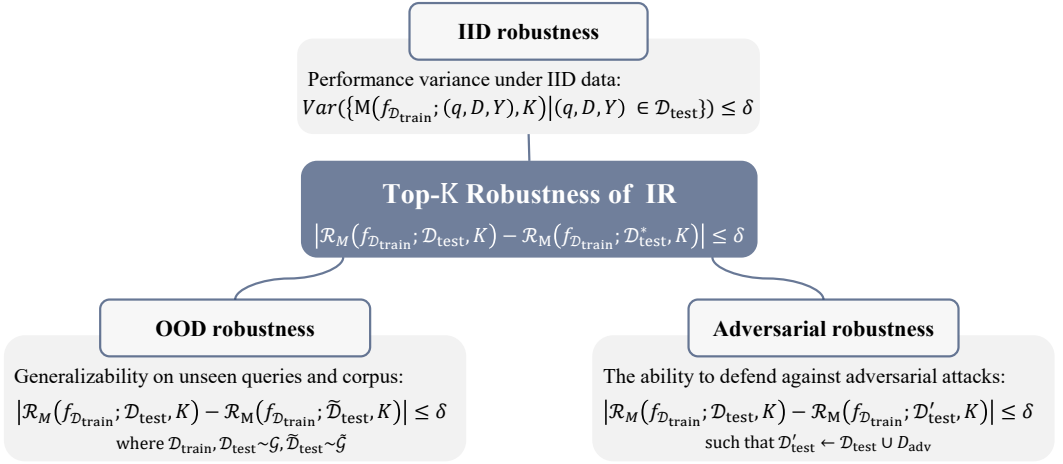 IID robustness
Performance variance under IID data:
𝑉𝑎𝑟({M(𝑓_{𝒟_train}; (𝑞, 𝐷, 𝑌), 𝐾)|(𝑞, 𝐷, 𝑌) ∈ 𝒟_test}) ≤ 𝛿
Top-K Robustness of IR
|ℛ_𝑀(𝑓_{𝒟_train}; 𝒟_test, 𝐾) − ℛ_M(𝑓_{𝒟_train}; 𝒟*_test, 𝐾)| ≤ 𝛿
OOD robustness
Generalizability on unseen queries and corpus:
|ℛ_𝑀(𝑓_{𝒟_train}; 𝒟_test, 𝐾) − ℛ_M(𝑓_{𝒟_train}; 𝒟̃_test, 𝐾)| ≤ 𝛿
where 𝒟_train, 𝒟_test~𝒢, 𝒟̃_test~𝒢̃
Adversarial robustness
The ability to defend against adversarial attacks:
|ℛ_𝑀(𝑓_{𝒟_train}; 𝒟_test, 𝐾) − ℛ_M(𝑓_{𝒟_train}; 𝒟′_test, 𝐾)| ≤ 𝛿
such that 𝒟′_test ← 𝒟_test ∪ 𝐷_adv